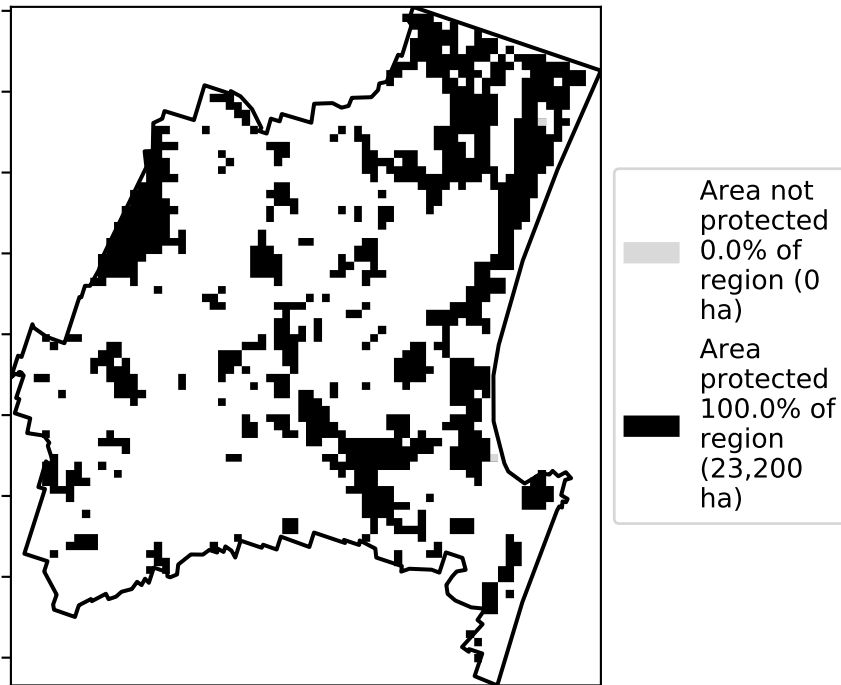 Area not
protected
0.0% of
region (0
ha)
Area
protected
100.0% of
region
(23,200
ha)